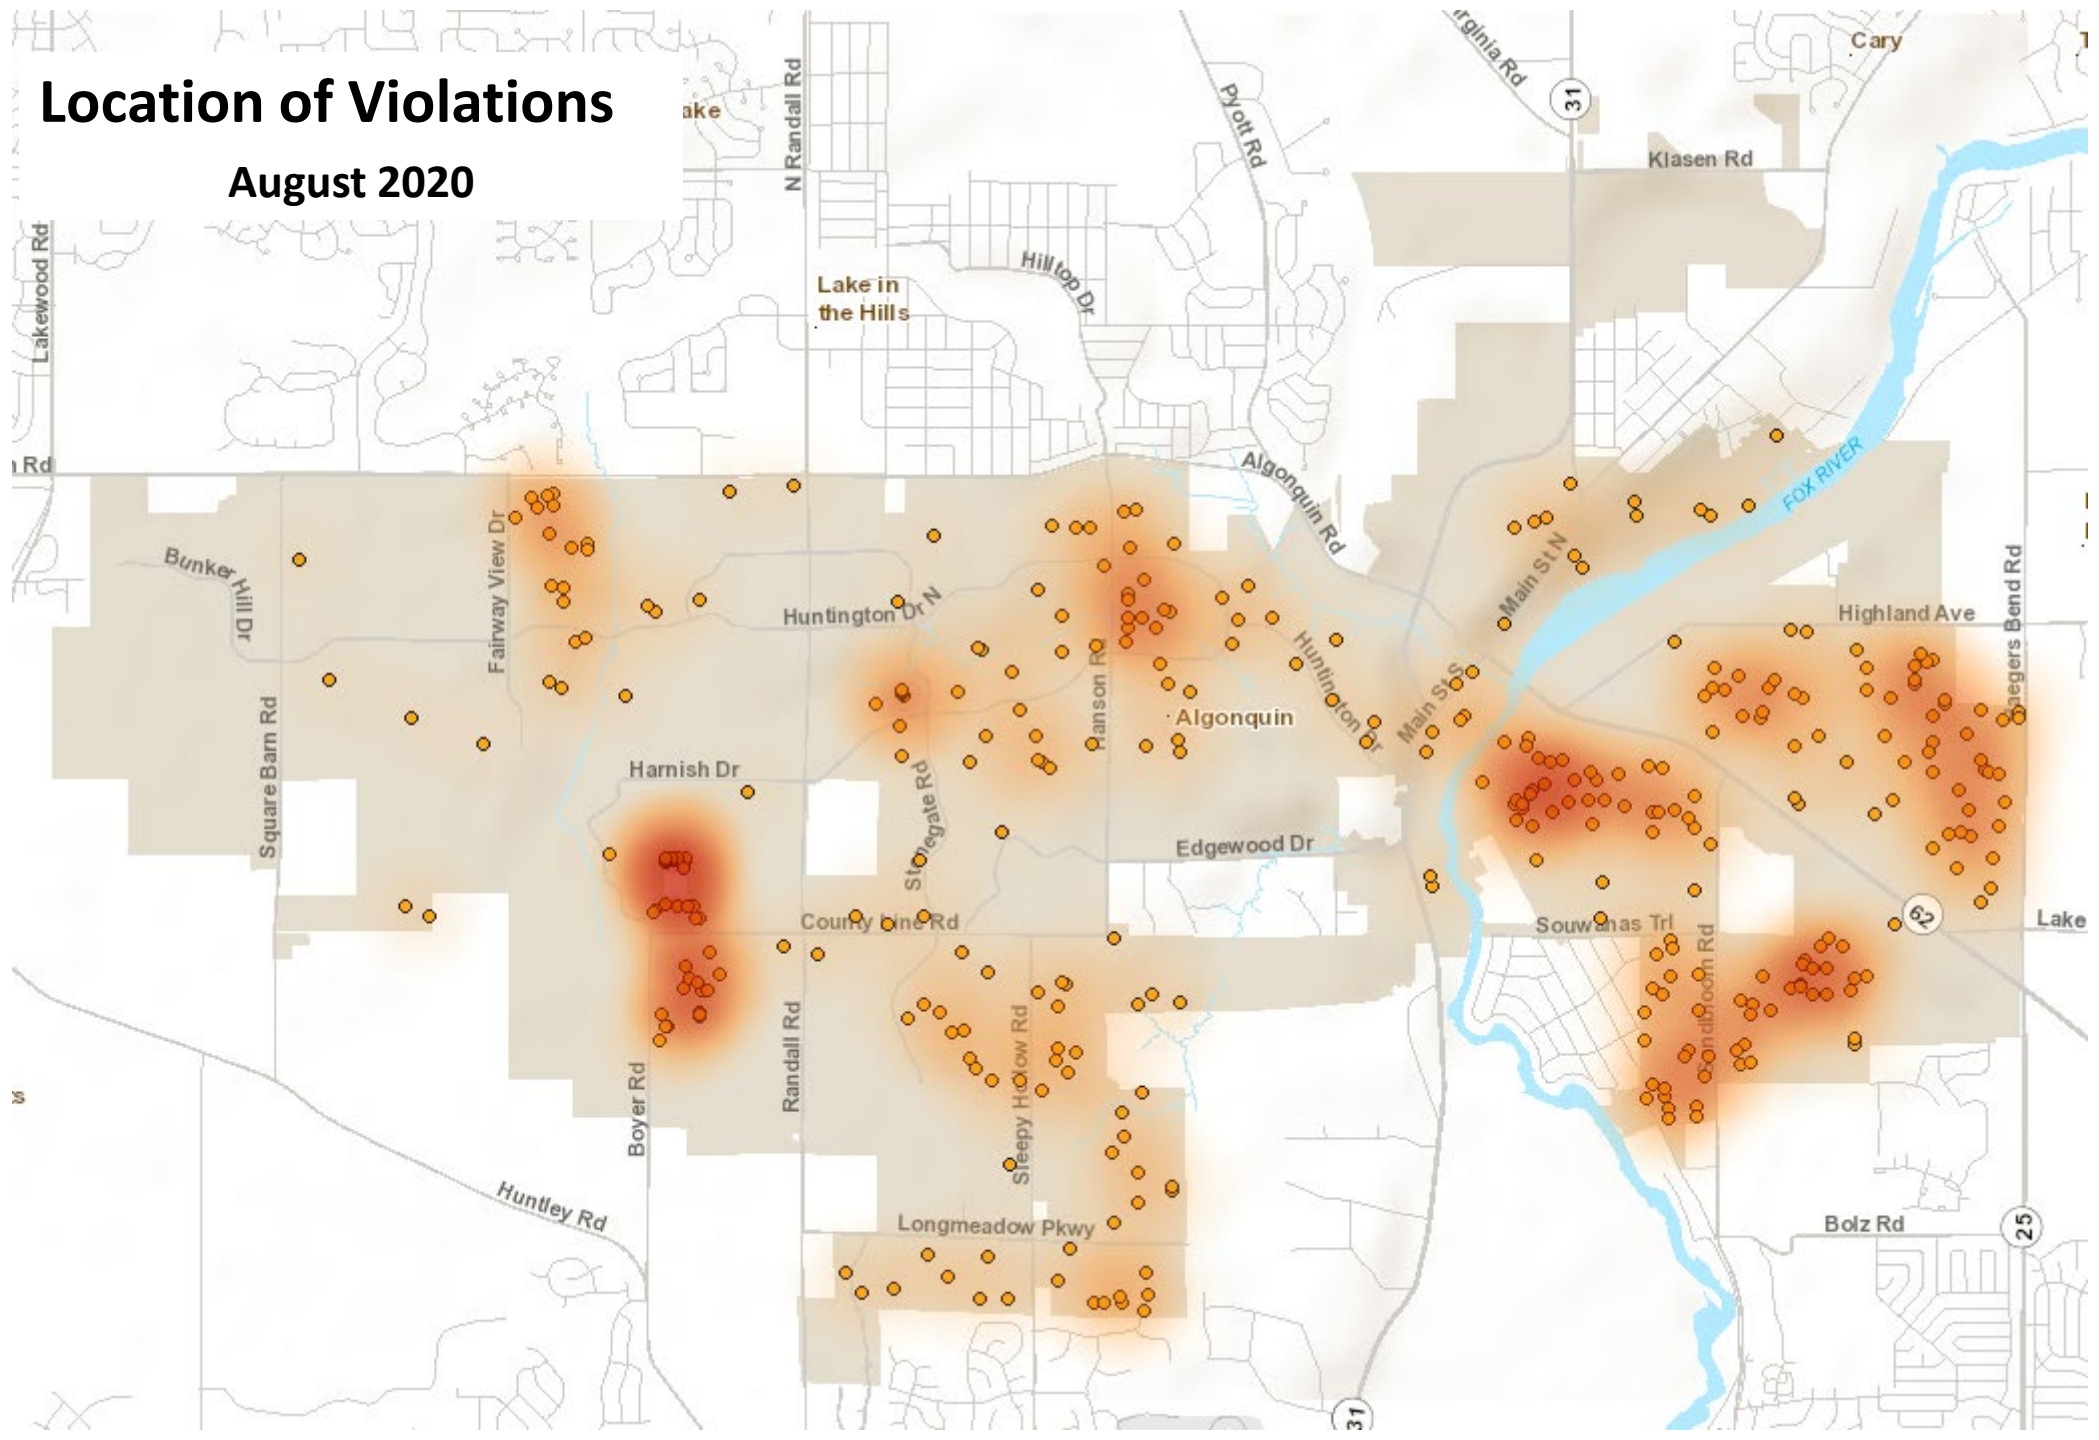 Location of Violations
August 2020
Cary
31
Klasen Rd
N Randall Rd
Pyott Rd
Lakewood Rd
Hilltop Dr
Lake in
the Hills
Algonquin Rd
FOX RIVER
Bunker Hill Dr
Fairway View Dr
Huntington Dr N
Main St N
Highland Ave
Square Barn Rd
Hanson Rd
Huntington Dr
Main St S
Algonquin
Harnish Dr
Stonegate Rd
Edgewood Dr
County Line Rd
Souwanas Trl
62
Lake
Randall Rd
Sleepy Hollow Rd
Boyer Rd
Huntley Rd
Longmeadow Pkwy
Bolz Rd
25
31